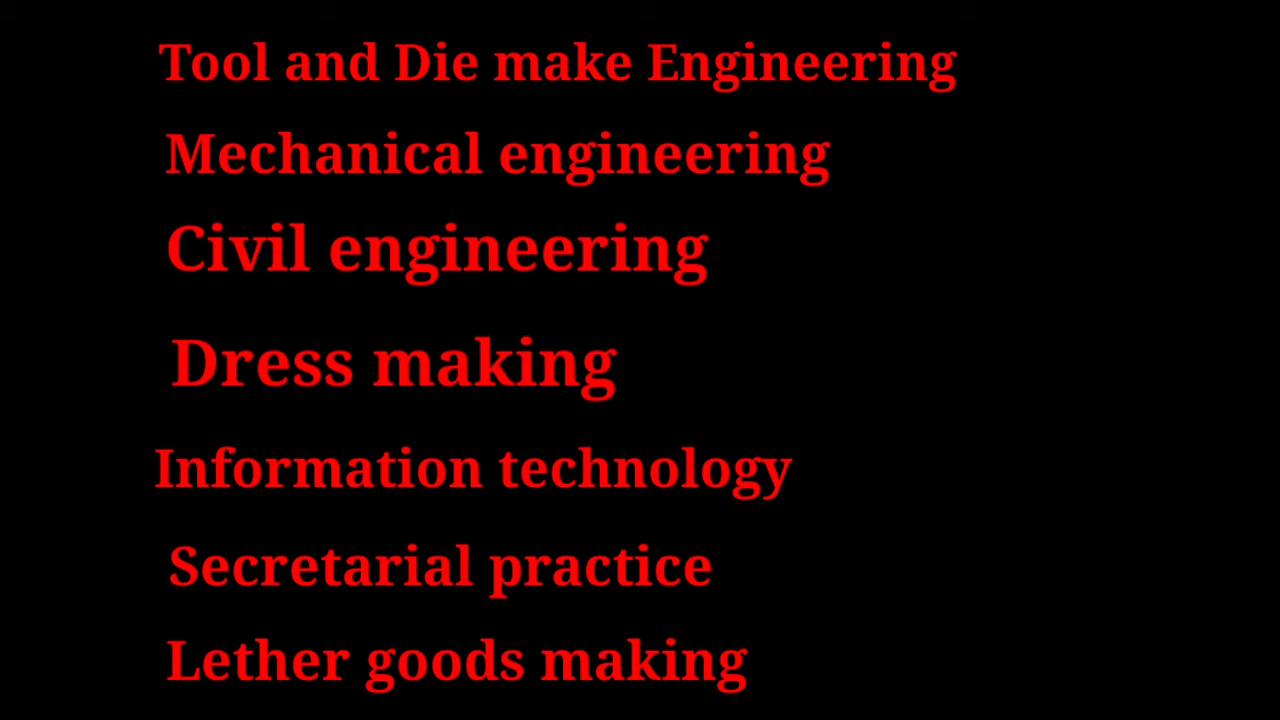 Tool and Die make Engineering
Mechanical engineering
Civil engineering
Dress making
Information technology
Secretarial practice
Lether goods making